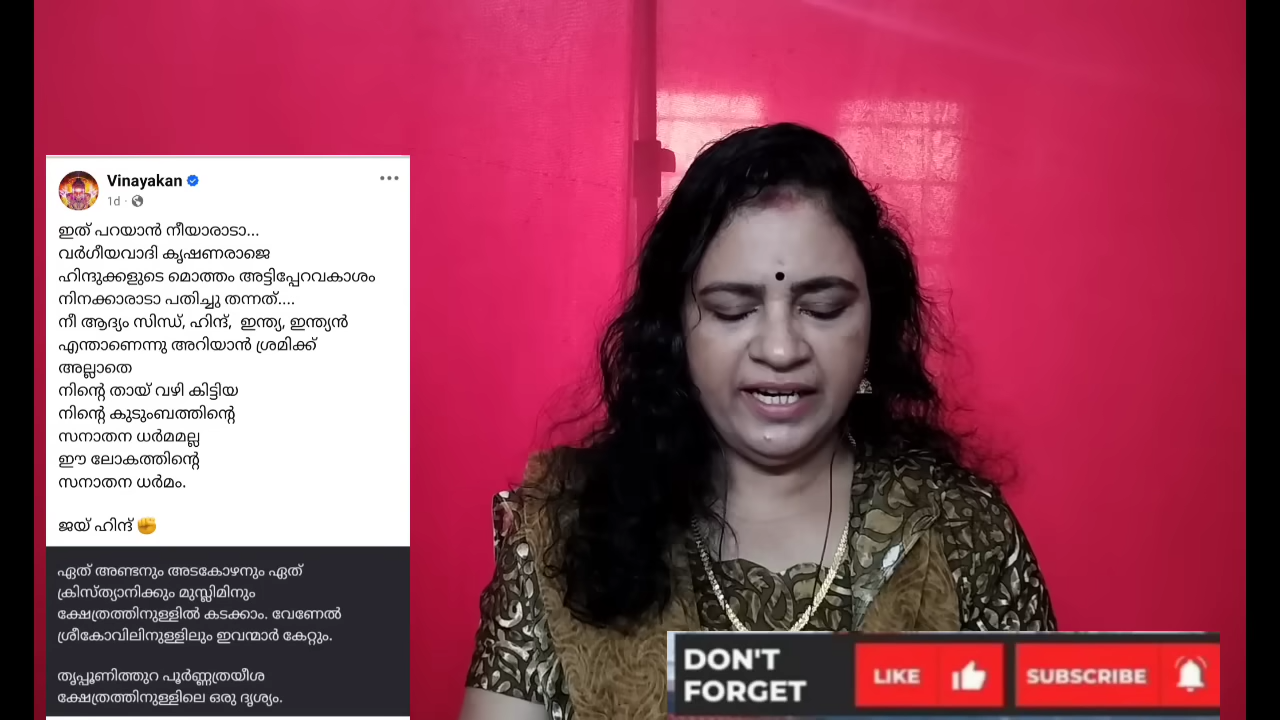 Vinayakan
1d
ഇത് പറയാൻ നീയാരാടാ...
വർഗീയവാദി കൃഷണരാജെ
ഹിന്ദുക്കളുടെ മൊത്തം അട്ടിപ്പേറവകാശം
നിനക്കാരാടാ പതിച്ചു തന്നത്....
നീ ആദ്യം സിന്ധ്, ഹിന്ദ്, ഇന്ത്യ, ഇന്ത്യൻ
എന്താണെന്നു അറിയാൻ ശ്രമിക്ക്
അല്ലാതെ
നിന്റെ തായ് വഴി കിട്ടിയ
നിന്റെ കുടുംബത്തിന്റെ
സനാതന ധർമമല്ല
ഈ ലോകത്തിന്റെ
സനാതന ധർമം.
ജയ് ഹിന്ദ് ✊
ഏത് അണ്ടനും അടകോഴനും ഏത്
ക്രിസ്ത്യാനിക്കും മുസ്ലിമിനും
ക്ഷേത്രത്തിനുള്ളിൽ കടക്കാം. വേണേൽ
ശ്രീകോവിലിനുള്ളിലും ഇവന്മാർ കേറ്റും.
തൃപ്പൂണിത്തുറ പൂർണ്ണത്രയീശ
ക്ഷേത്രത്തിനുള്ളിലെ ഒരു ദൃശ്യം.
DON'T
FORGET
LIKE
SUBSCRIBE